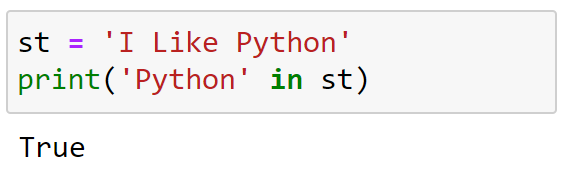 st = 'I Like Python'
print('Python' in st)
True